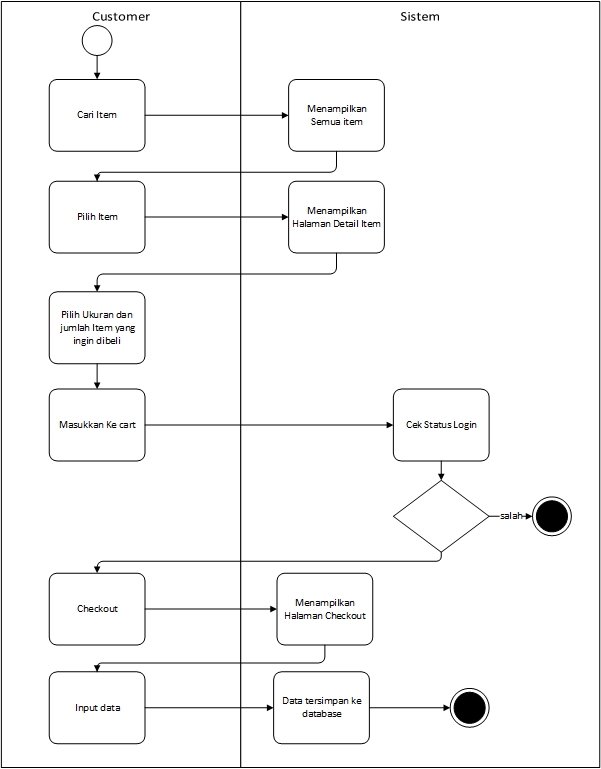 Customer
Sistem
Cari Item
Menampilkan
Semua item
Pilih Item
Menampilkan
Halaman Detail Item
Pilih Ukuran dan
jumlah Item yang
ingin dibeli
Masukkan Ke cart
Cek Status Login
salah
Checkout
Menampilkan
Halaman Checkout
Input data
Data tersimpan ke
database